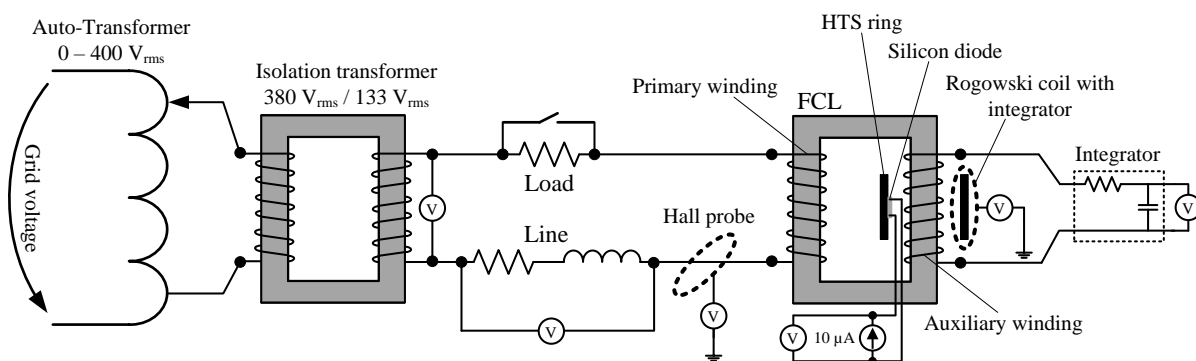 Auto-Transformer
0 – 400 Vrms
Isolation transformer
380 Vrms / 133 Vrms
Grid voltage
V
Load
Line
V
Hall probe
V
Primary winding
FCL
HTS ring
Silicon diode
Rogowski coil with
integrator
V
Integrator
V
Auxiliary winding
V
10 µA